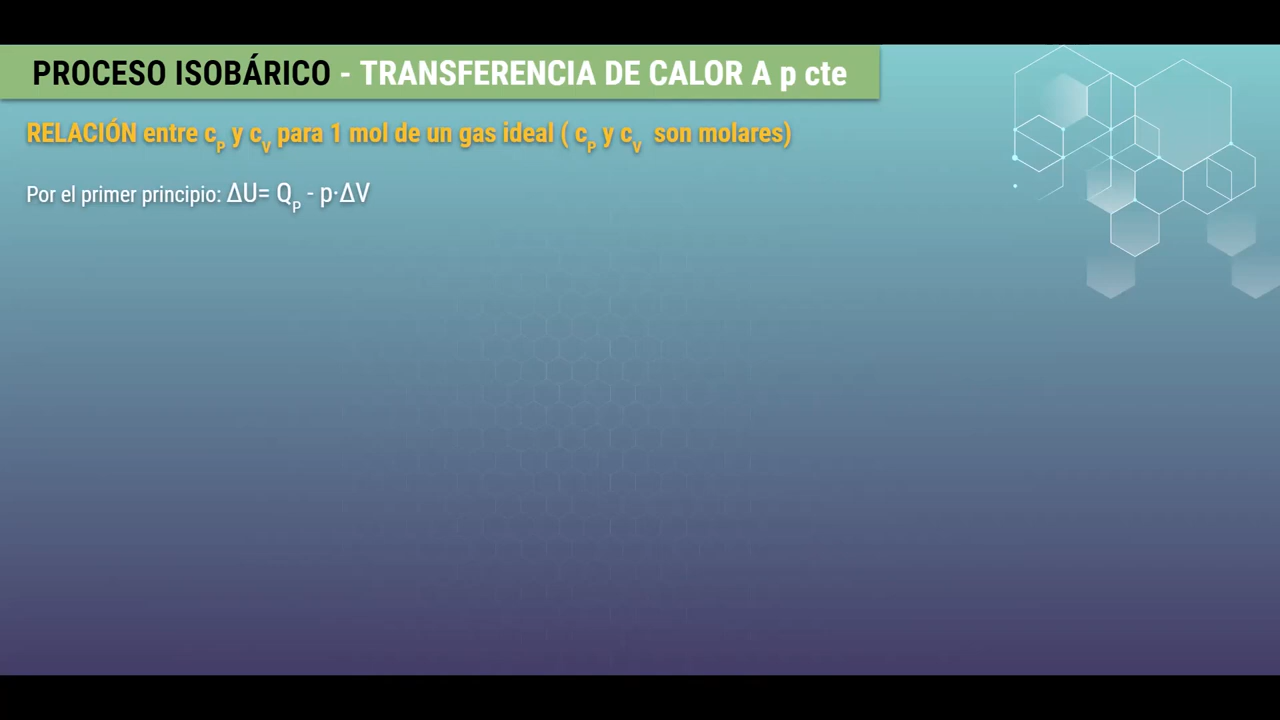 PROCESO ISOBÁRICO - TRANSFERENCIA DE CALOR A p cte
RELACIÓN entre cP y cV para 1 mol de un gas ideal ( cP y cV son molares)
Por el primer principio: ΔU= QP - p·ΔV